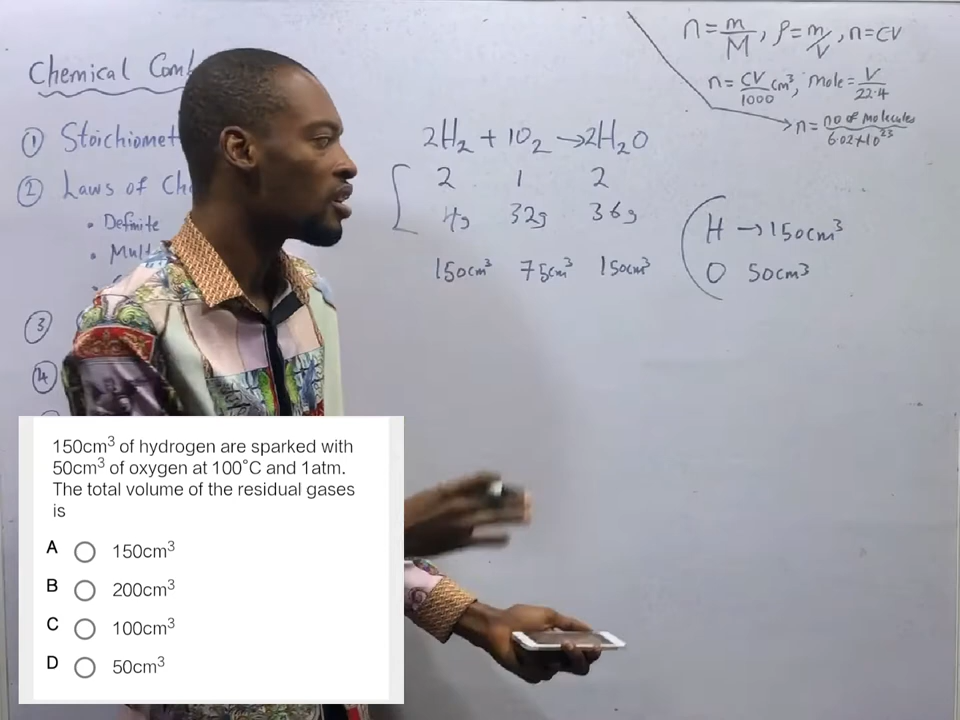 Chemical
① Stoichiomet
② Laws of Ch
• Definite
• Mult
③
④
n=m/M, ρ=m/V, n=CV
n=CV/1000 cm³, mole=V/22.4
n=no of molecules/6.02×10²³
2H₂ + 1O₂ →2H₂O
2 1 2
4g 32g 36g
150cm³ 75cm³ 150cm³
H →150cm³
O 50cm³
150cm³ of hydrogen are sparked with
50cm³ of oxygen at 100°C and 1atm.
The total volume of the residual gases
is
A 150cm³
B 200cm³
C 100cm³
D 50cm³